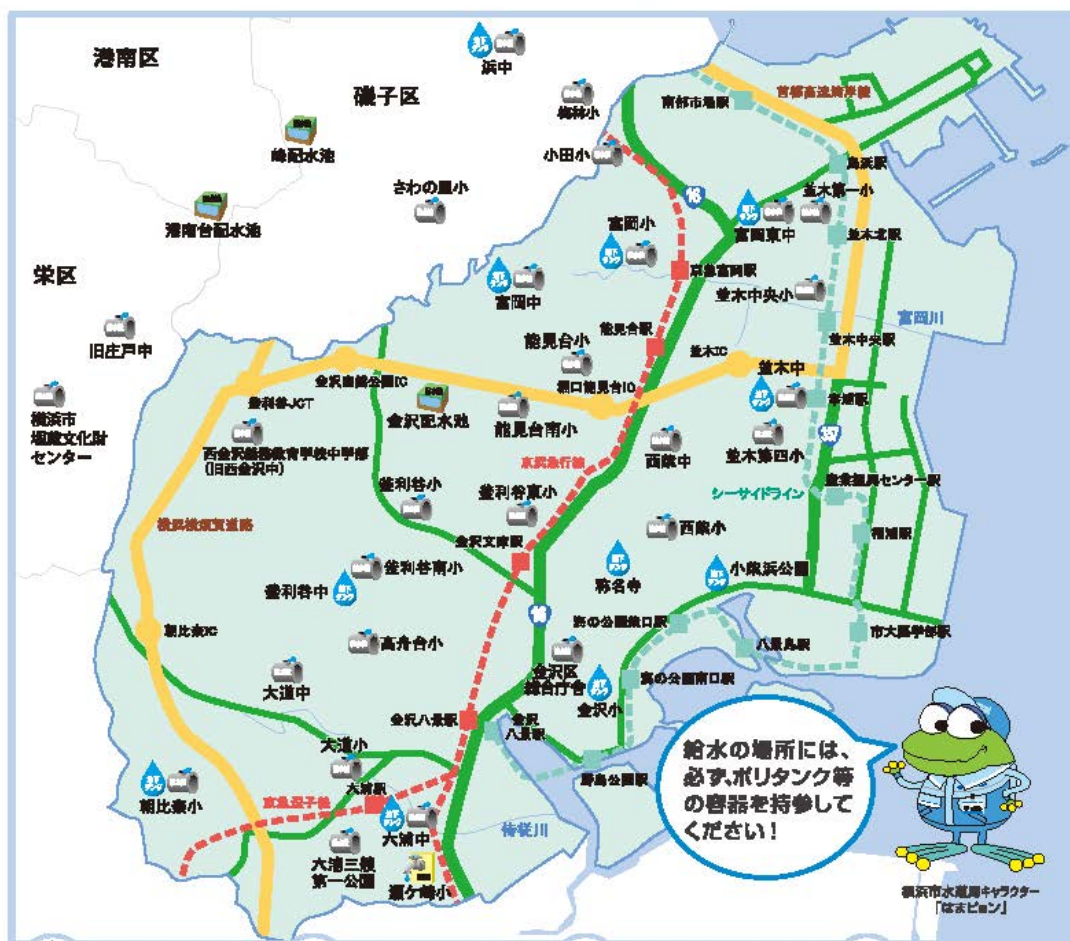 港南区
磯子区
栄区
浜中
梅林小
小田小
南部市場駅
首都高速湾岸線
峰配水池
さわの里小
港南台配水池
富岡小
富岡中
16
富岡東中
並木第一小
鳥浜駅
並木北駅
京急富岡駅
並木中央小
富岡川
並木中央駅
能見台駅
能見台小
旧庄戸中
並木IC
並木中
幸浦駅
堀口能見台IC
釜利谷JCT
金沢配水池
能見台南小
横浜市
埋蔵文化財
センター
(旧西金沢中)
西柴中
並木第四小
357
シーサイドライン
産業振興センター駅
京浜急行線
釜利谷小
釜利谷東小
横浜横須賀道路
西柴小
福浦駅
金沢文庫駅
釜利谷南小
釜利谷中
称名寺
小柴浜公園
朝比奈IC
16
高舟台小
海の公園柴口駅
八景島駅
市大医学部駅
大道中
金沢区
総合庁舎
金沢小
海の公園南口駅
金沢八景駅
金沢
八景駅
大道小
野島公園駅
朝比奈小
京急逗子線
六浦駅
六浦中
侍従川
六浦三艘
第一公園
瀬ケ崎小
給水の場所には、
必ず、ポリタンク等
の容器を持参して
ください!
横浜市水道局キャラクター
「はまピョン」